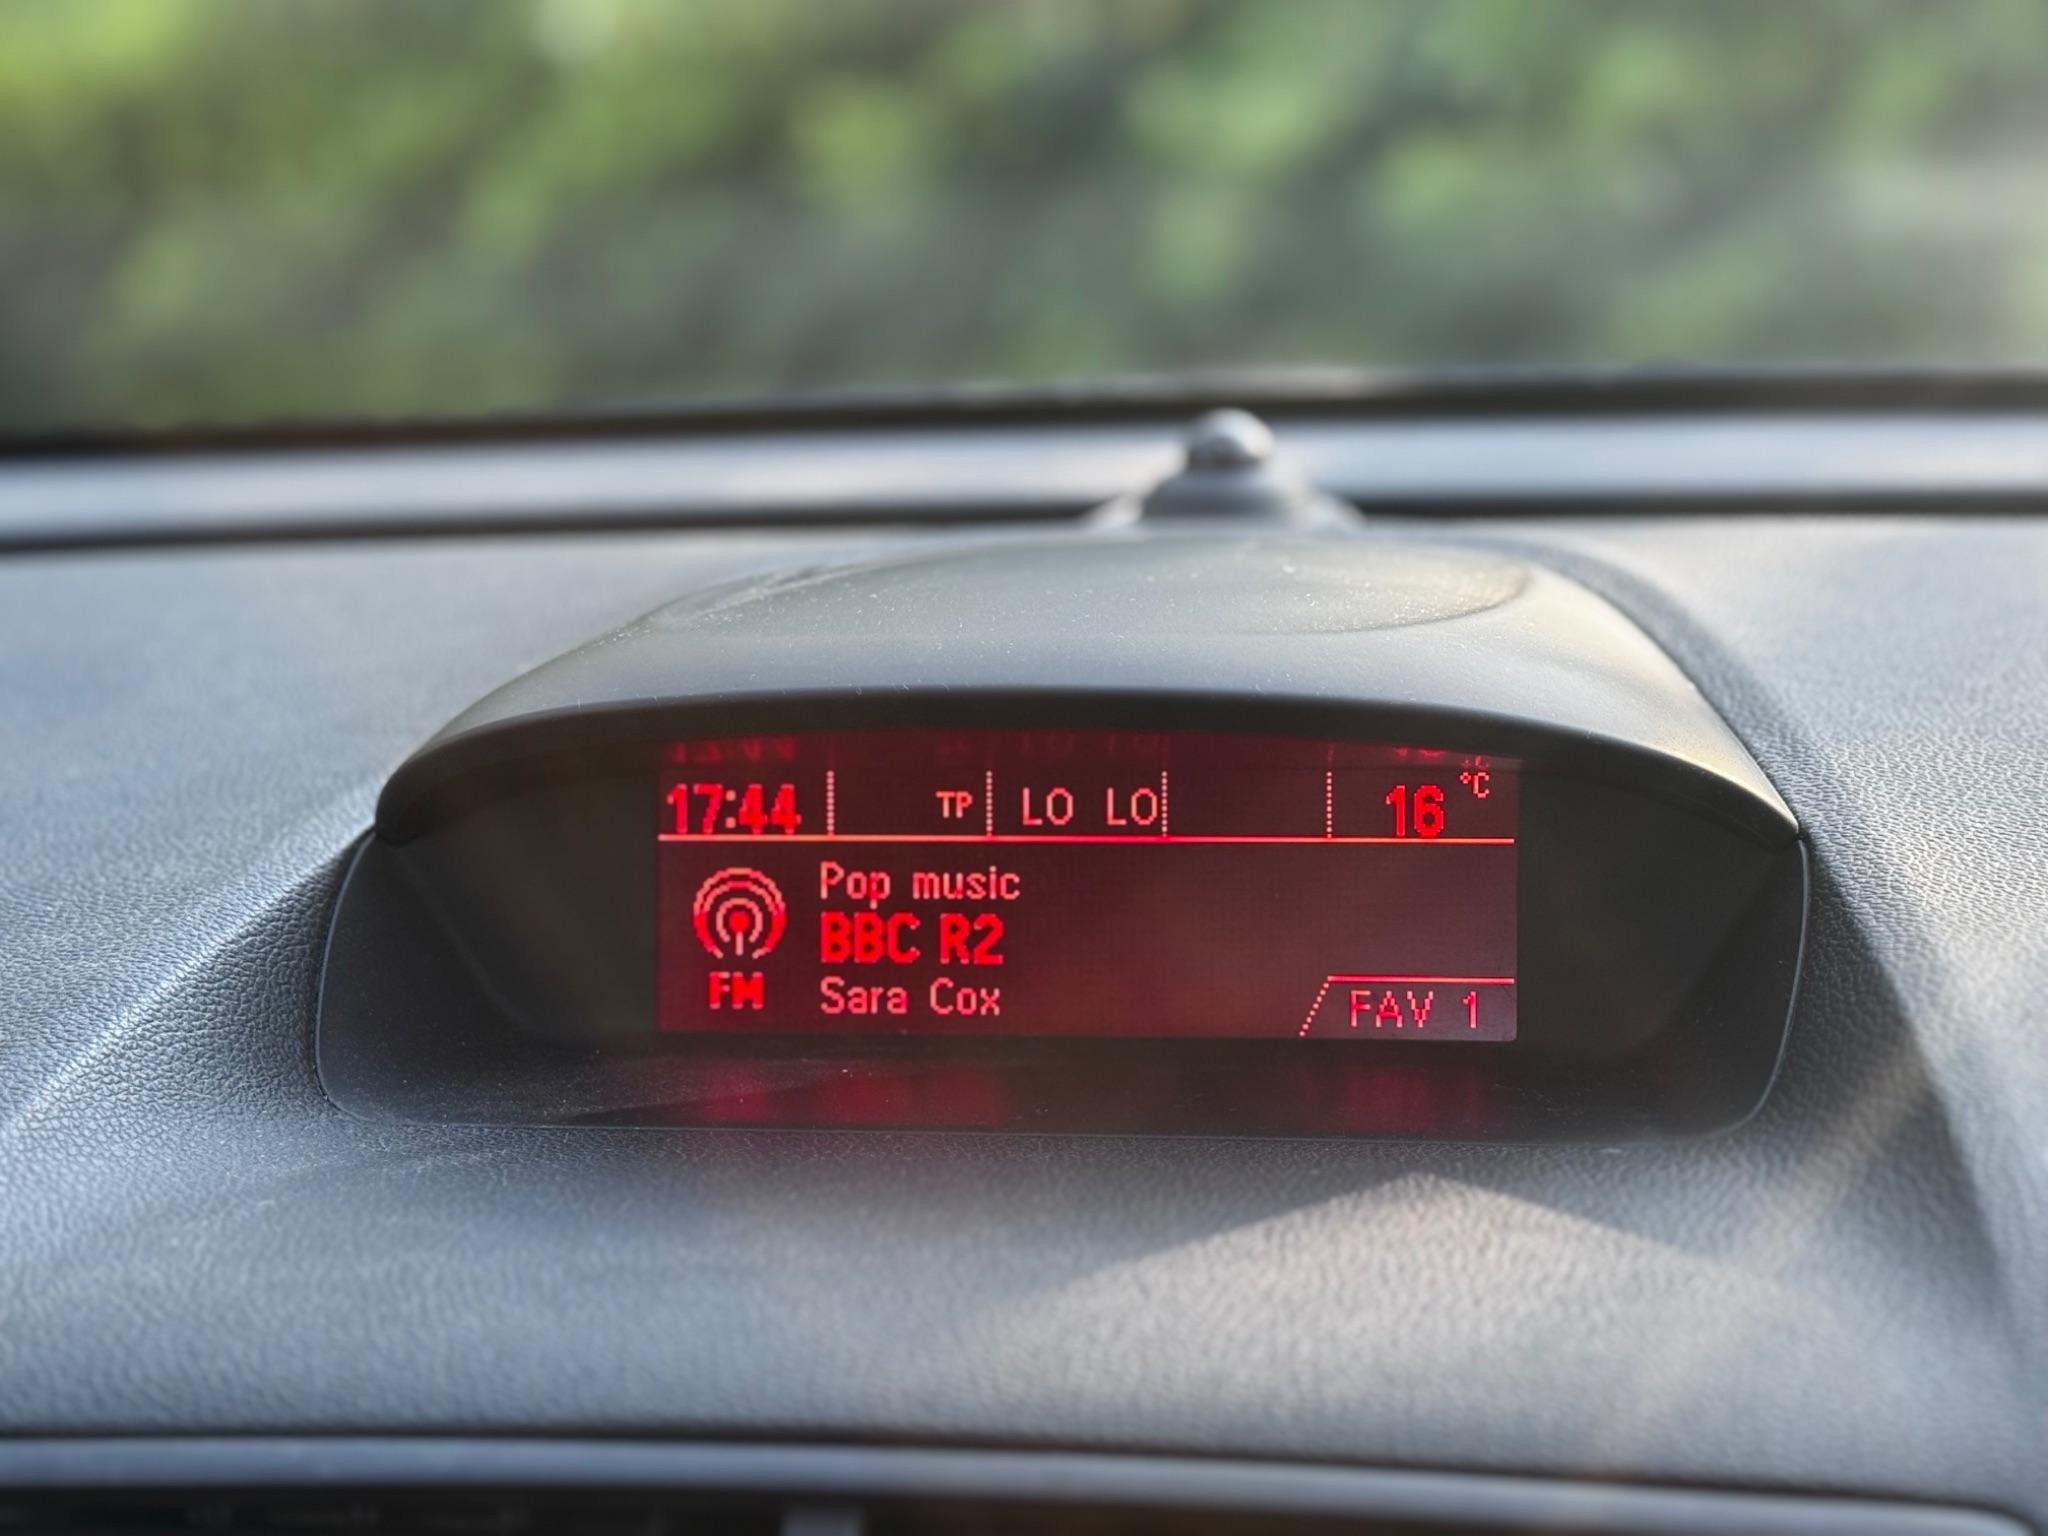 17:44 TP LO LO 16 °C
Pop music
BBC R2
FM
Sara Cox
FAV 1